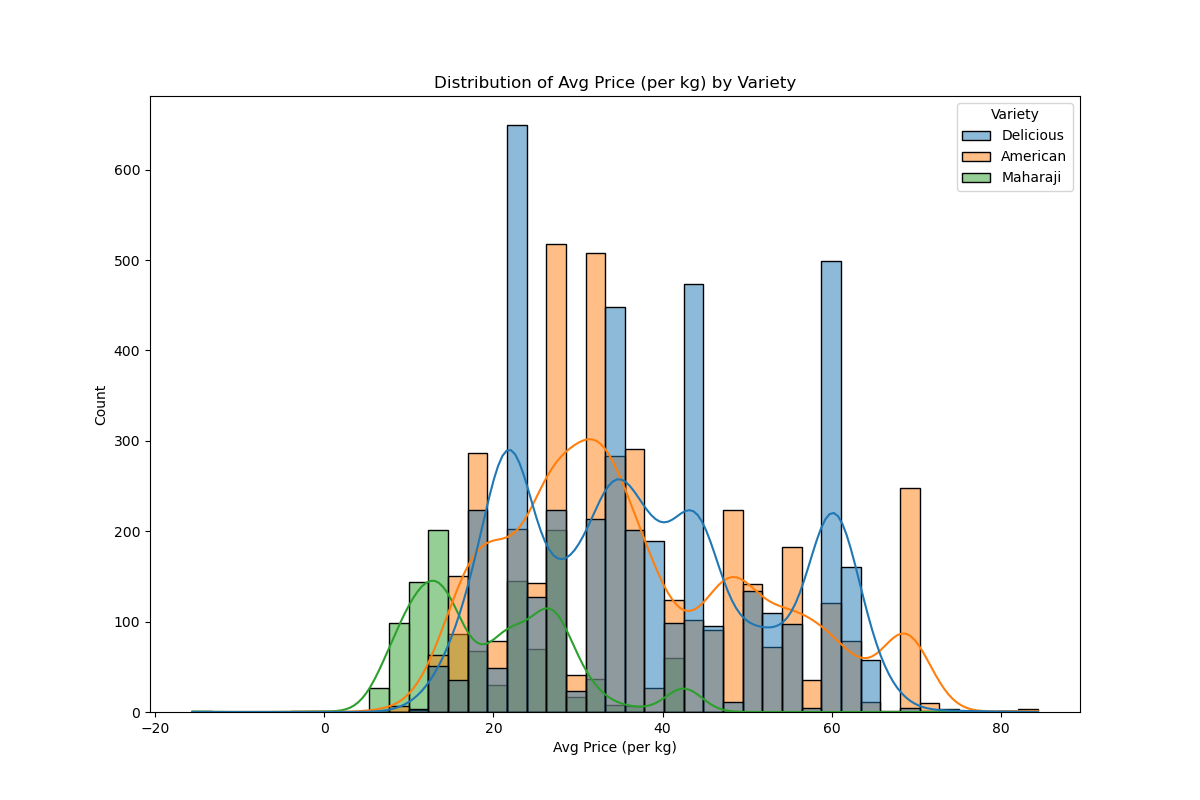 Distribution of Avg Price (per kg) by Variety
Variety
Delicious
American
Maharaji
Count
600
500
400
300
200
100
0
−20
0
20
40
60
80
Avg Price (per kg)